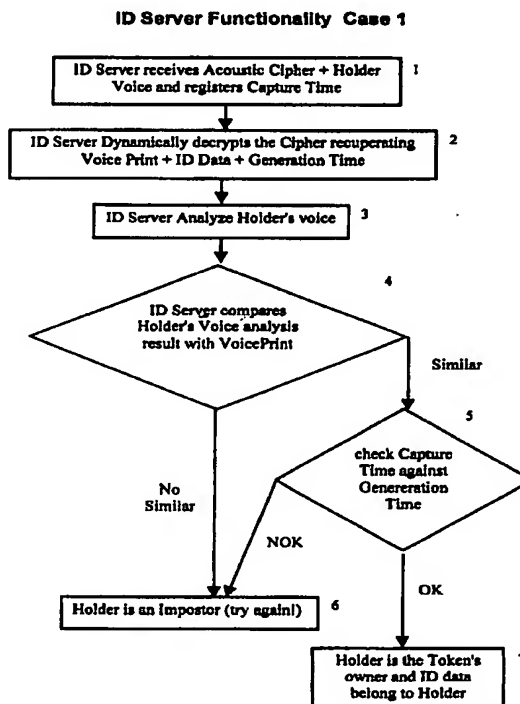 ID Server Functionality Case 1
ID Server receives Acoustic Cipher + Holder
Voice and registers Capture Time
1
ID Server Dynamically decrypts the Cipher recuperating
Voice Print + ID Data + Generation Time
2
ID Server Analyze Holder's voice
3
4
ID Server compares
Holder's Voice analysis
result with VoicePrint
Similar
5
check Capture
Time against
Genereration
Time
No
Similar
NOK
OK
Holder is an Impostor (try again!)
6
Holder is the Token's
owner and ID data
belong to Holder